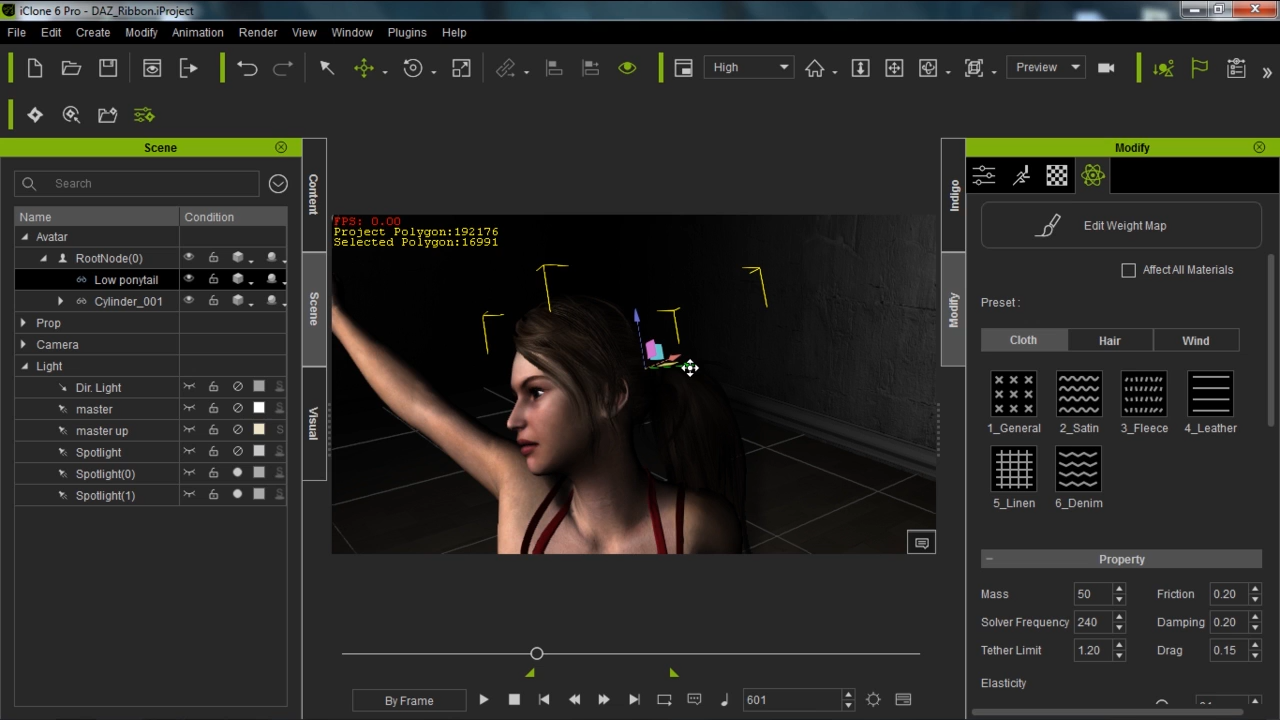 iClone 6 Pro - DAZ_Ribbon.iProject
File Edit Create Modify Animation Render View Window Plugins Help
High
Preview
Scene
Search
Name Condition
Avatar
RootNode(0)
Low ponytail
Cylinder_001
Prop
Camera
Light
Dir. Light
master
master up
Spotlight
Spotlight(0)
Spotlight(1)
Content
Scene
Visual
FPS: 0.00
Project Polygon:192176
Selected Polygon:16991
By Frame
601
Indigo
Modify
Modify
Edit Weight Map
Affect All Materials
Preset :
Cloth Hair Wind
1_General 2_Satin 3_Fleece 4_Leather
5_Linen 6_Denim
Property
Mass 50 Friction 0.20
Solver Frequency 240 Damping 0.20
Tether Limit 1.20 Drag 0.15
Elasticity